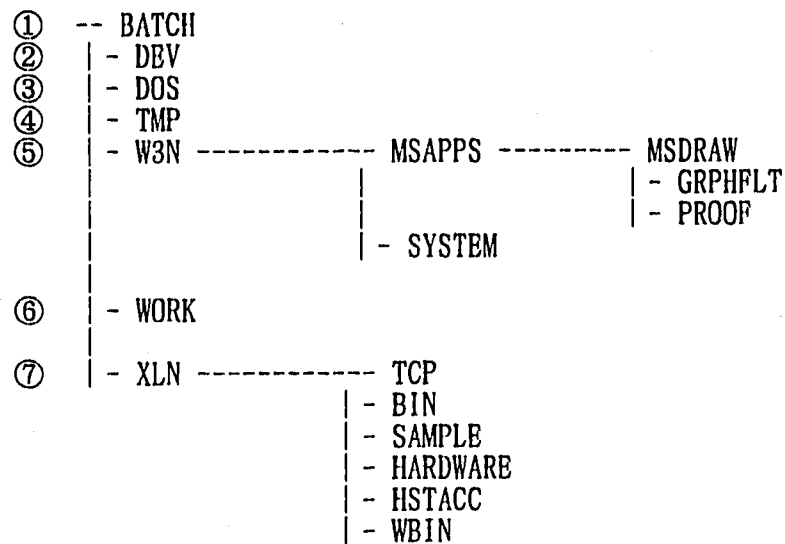 ① -- BATCH
② | - DEV
③ | - DOS
④ | - TMP
⑤ | - W3N ------------ MSAPPS --------- MSDRAW
| - GRPHFLT
| - PROOF
| - SYSTEM
⑥ | - WORK
⑦ | - XLN ------------- TCP
| - BIN
| - SAMPLE
| - HARDWARE
| - HSTACC
| - WBIN